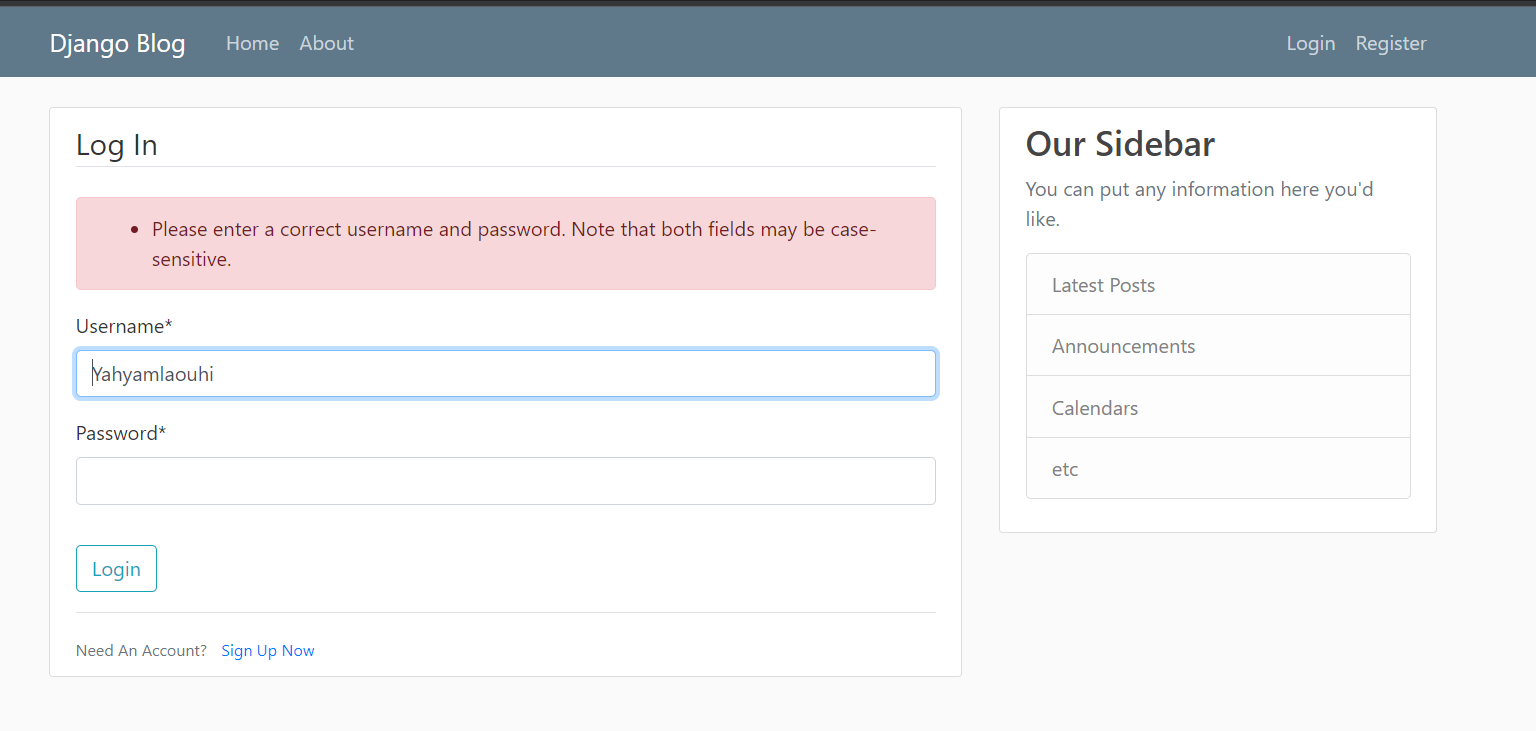 Django Blog Home About Login Register
Log In
Please enter a correct username and password. Note that both fields may be case-
sensitive.
Username*
Yahyamlaouhi
Password*
Login
Need An Account? Sign Up Now
Our Sidebar
You can put any information here you'd
like.
Latest Posts
Announcements
Calendars
etc